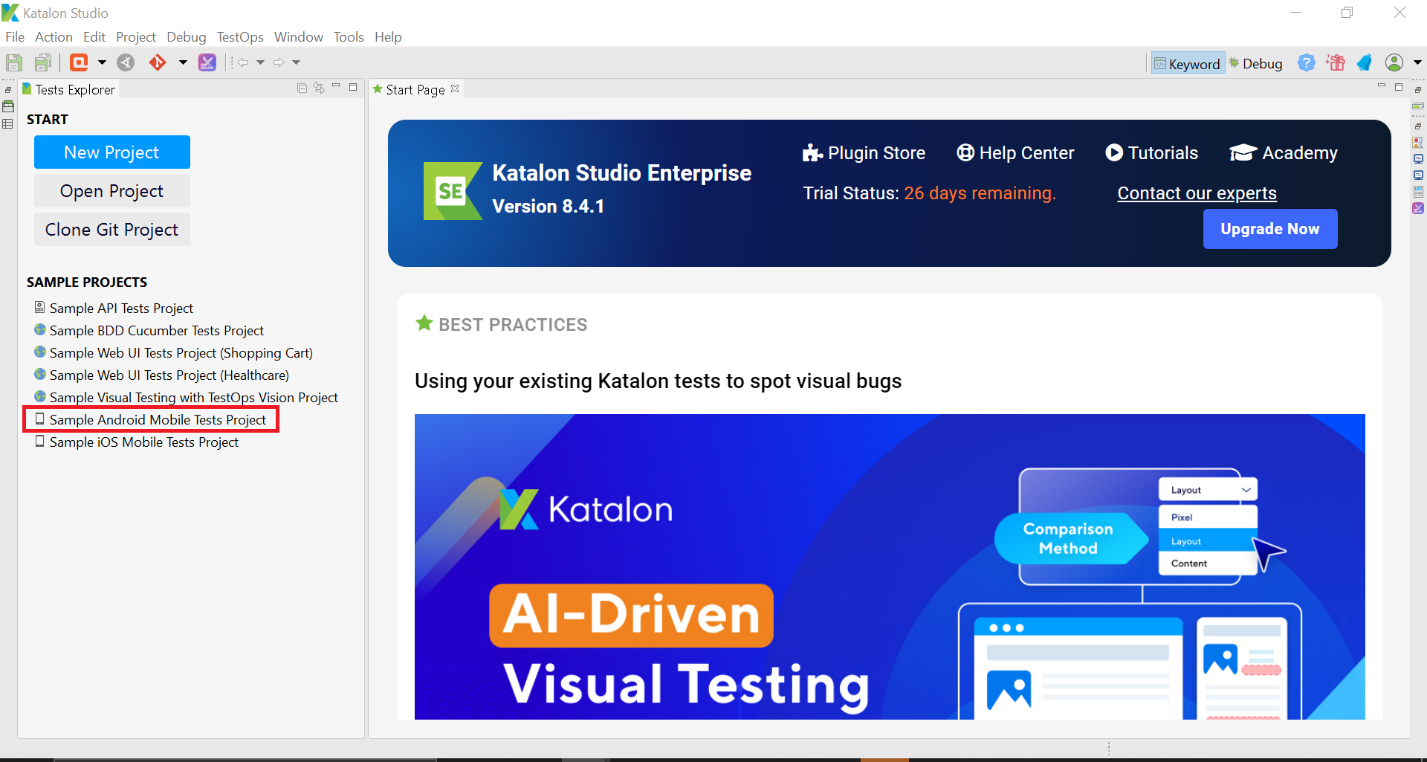 Katalon Studio
File Action Edit Project Debug TestOps Window Tools Help
Keyword Debug
Tests Explorer
START
New Project
Open Project
Clone Git Project
SAMPLE PROJECTS
Sample API Tests Project
Sample BDD Cucumber Tests Project
Sample Web UI Tests Project (Shopping Cart)
Sample Web UI Tests Project (Healthcare)
Sample Visual Testing with TestOps Vision Project
Sample Android Mobile Tests Project
Sample iOS Mobile Tests Project
Start Page
SE
Katalon Studio Enterprise
Version 8.4.1
Plugin Store Help Center Tutorials Academy
Trial Status: 26 days remaining. Contact our experts
Upgrade Now
BEST PRACTICES
Using your existing Katalon tests to spot visual bugs
Katalon
AI-Driven
Visual Testing
Comparison
Method
Layout
Pixel
Layout
Content